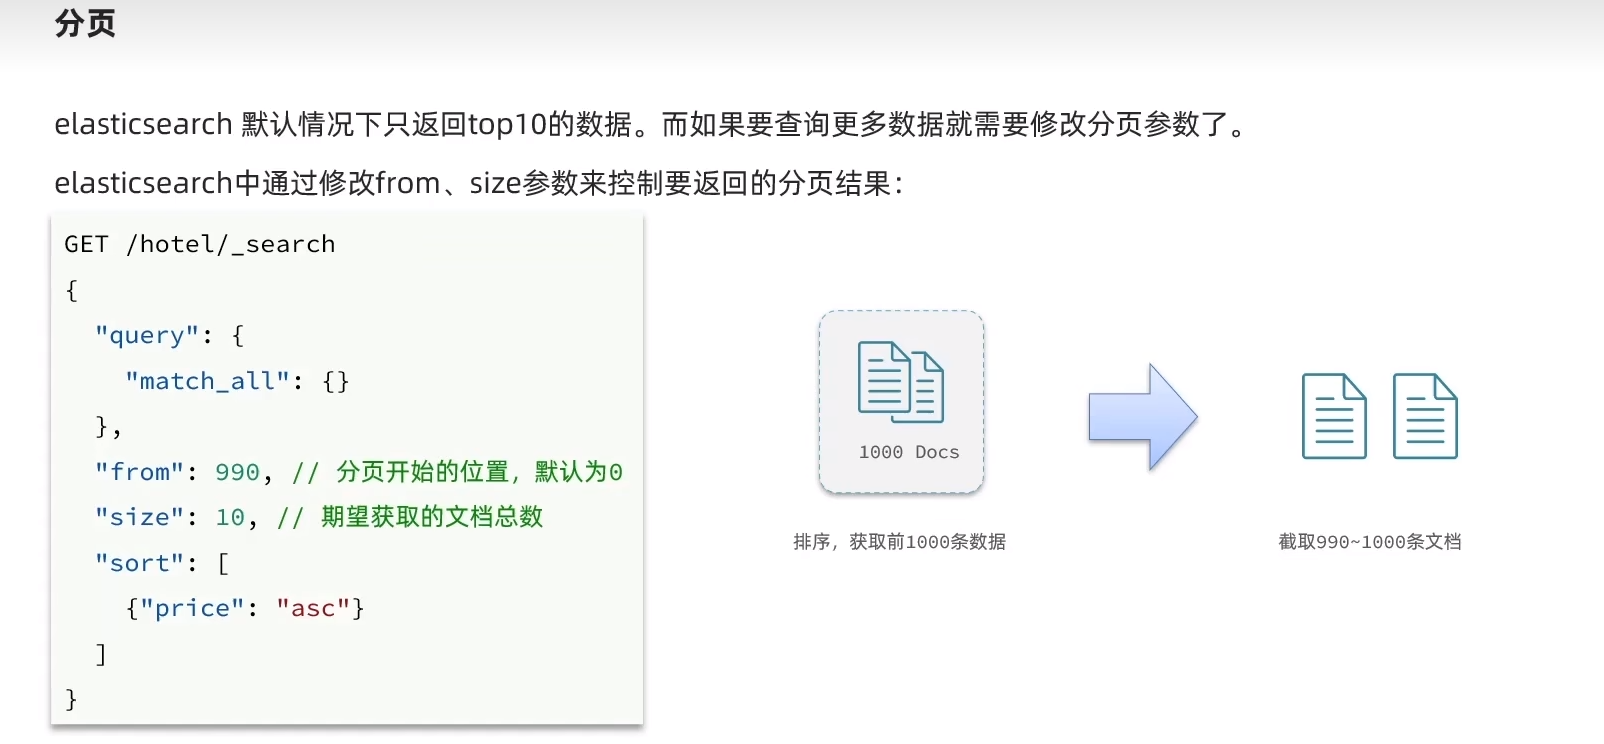 分页
elasticsearch 默认情况下只返回top10的数据。而如果要查询更多数据就需要修改分页参数了。
elasticsearch中通过修改from、size参数来控制要返回的分页结果：
GET /hotel/_search
{
  "query": {
    "match_all": {}
  },
  "from": 990, // 分页开始的位置，默认为0
  "size": 10, // 期望获取的文档总数
  "sort": [
    {"price": "asc"}
  ]
}
1000 Docs
排序，获取前1000条数据
截取990~1000条文档